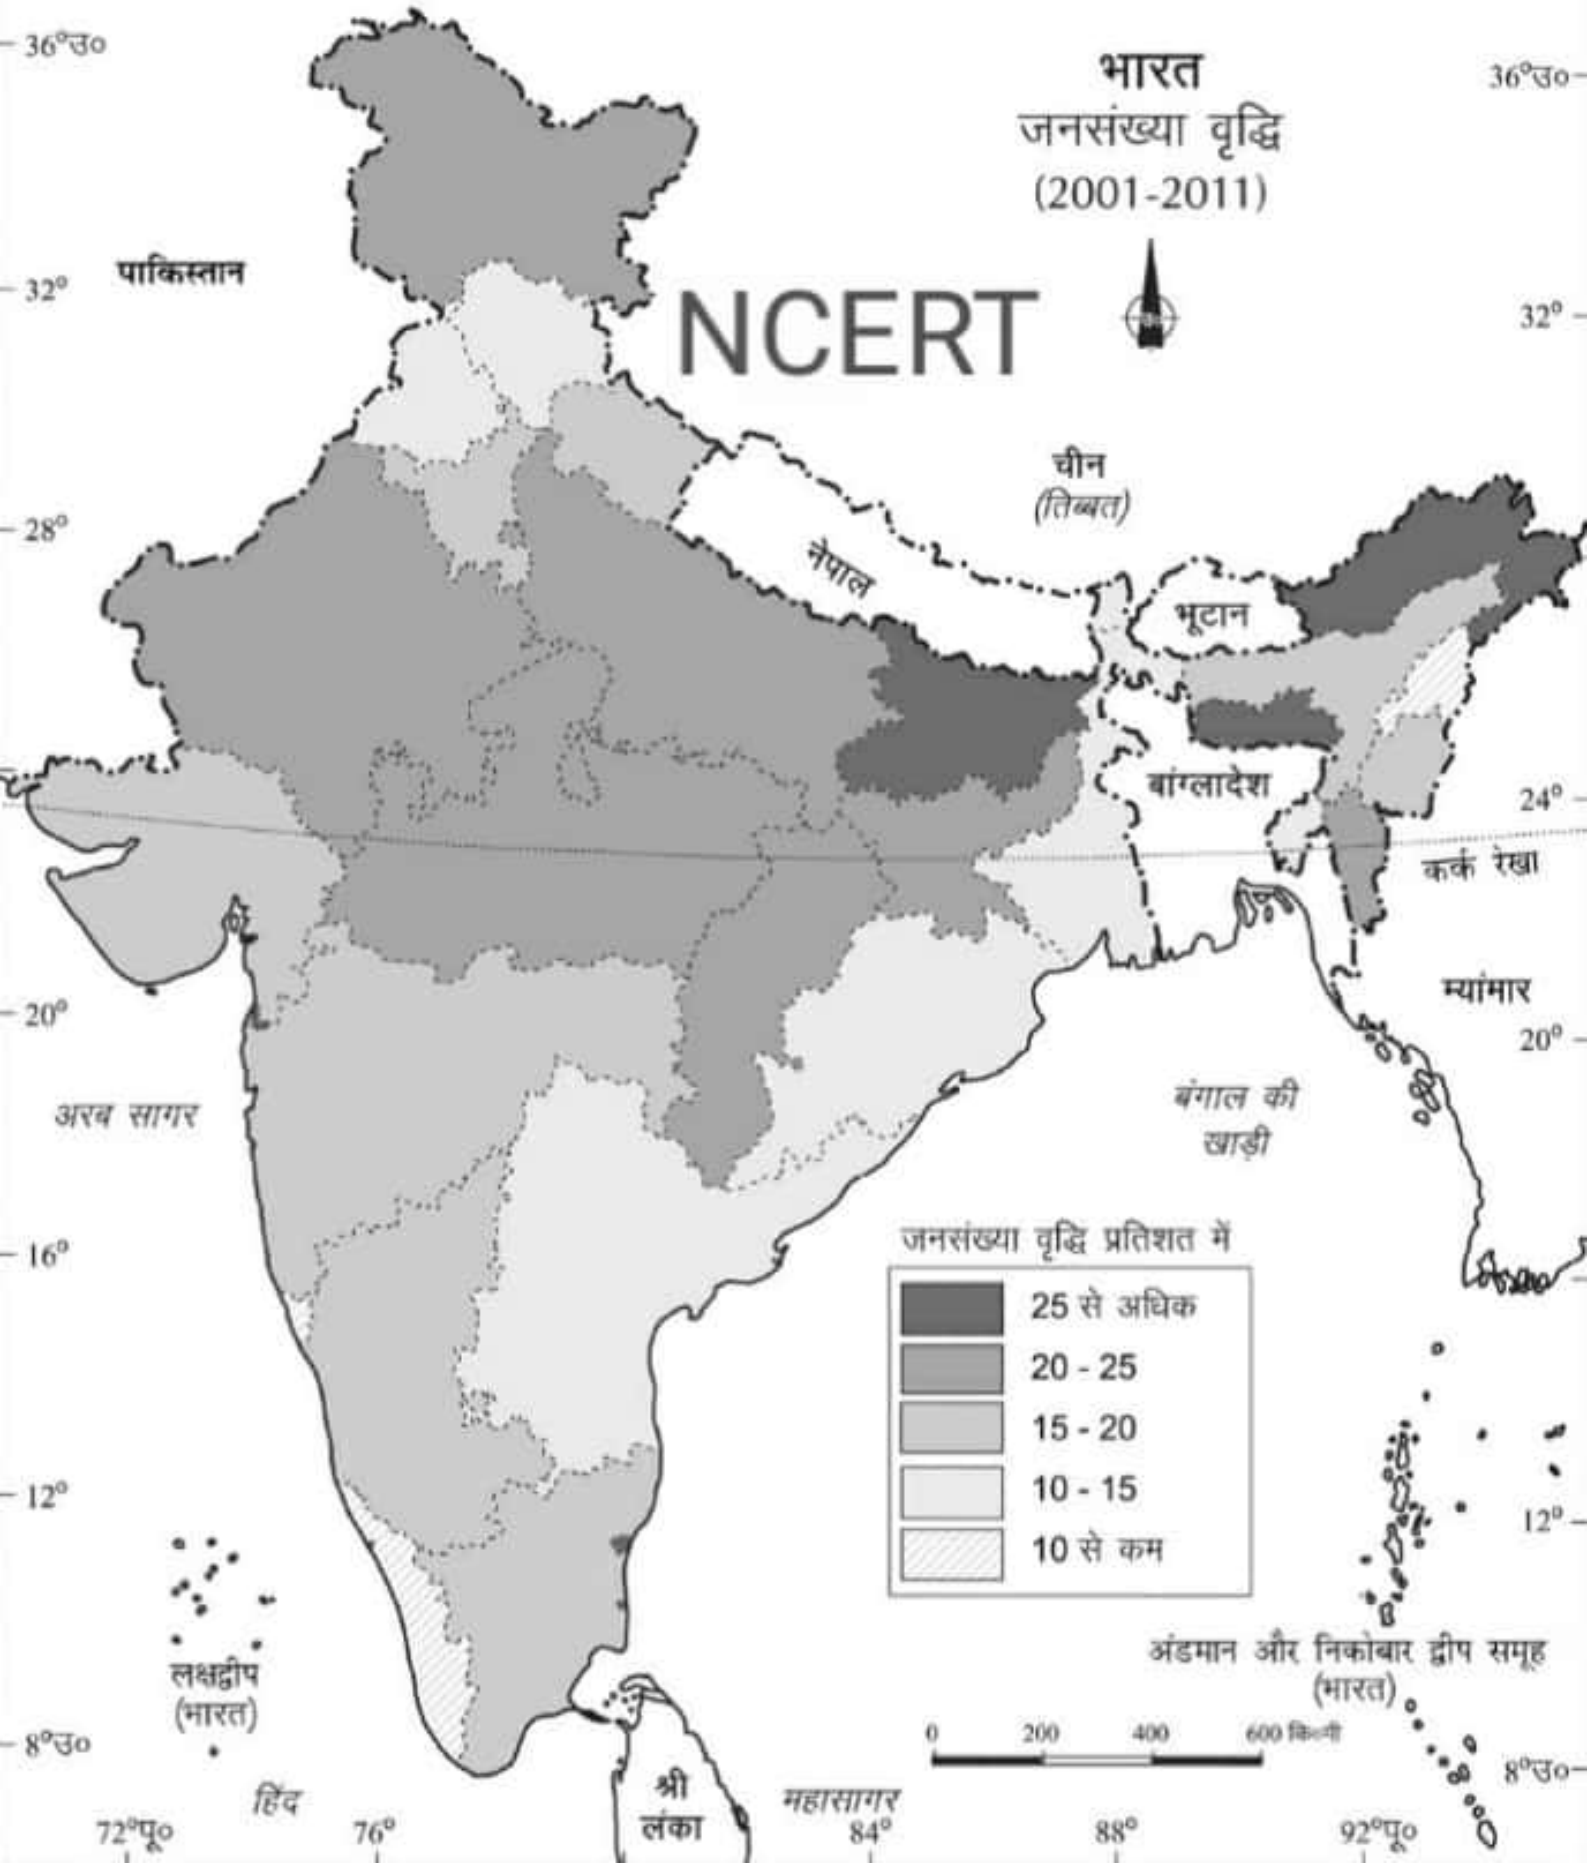 36°उ०
भारत
36°उ०
जनसंख्या वृद्धि
(2001-2011)
पाकिस्तान
32°
NCERT
32°
चीन
(तिब्बत)
28°
नेपाल
भूटान
बांग्लादेश
24°
कर्क रेखा
म्यांमार
20°
20°
अरब सागर
बंगाल की
खाड़ी
16°
जनसंख्या वृद्धि प्रतिशत में
25 से अधिक
20 - 25
15 - 20
10 - 15
10 से कम
12°
12°
लक्षद्वीप
(भारत)
अंडमान और निकोबार द्वीप समूह
(भारत)
0 200 400 600 कि॰मी
8°उ०
8°उ०
श्री
लंका
हिंद
महासागर
72°पू०
76°
84°
88°
92°पू०